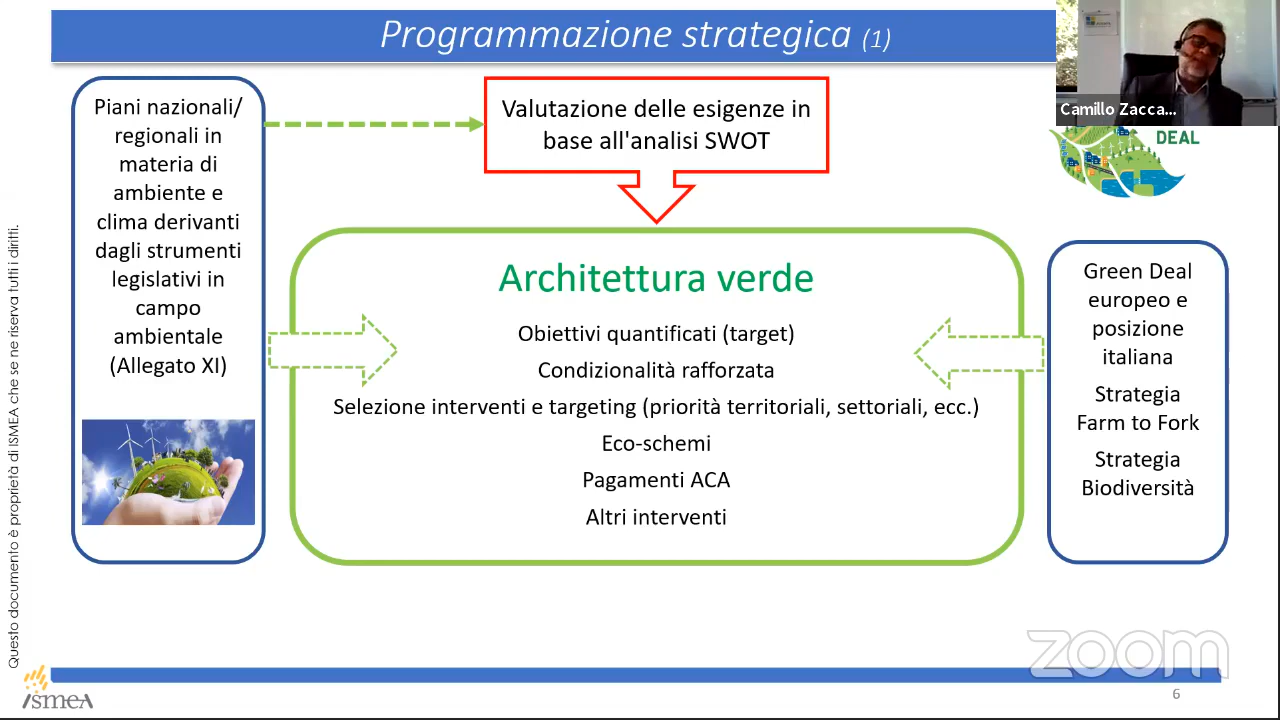 Programmazione strategica (1)
Camillo Zacca...
DEAL
Piani nazionali/
regionali in
materia di
ambiente e
clima derivanti
dagli strumenti
legislativi in
campo
ambientale
(Allegato XI)
Valutazione delle esigenze in
base all'analisi SWOT
Architettura verde
Obiettivi quantificati (target)
Condizionalità rafforzata
Selezione interventi e targeting (priorità territoriali, settoriali, ecc.)
Eco-schemi
Pagamenti ACA
Altri interventi
Green Deal
europeo e
posizione
italiana
Strategia
Farm to Fork
Strategia
Biodiversità
Questo documento è proprietà di ISMEA che se ne riserva tutti i diritti.
ismea
zoom
6